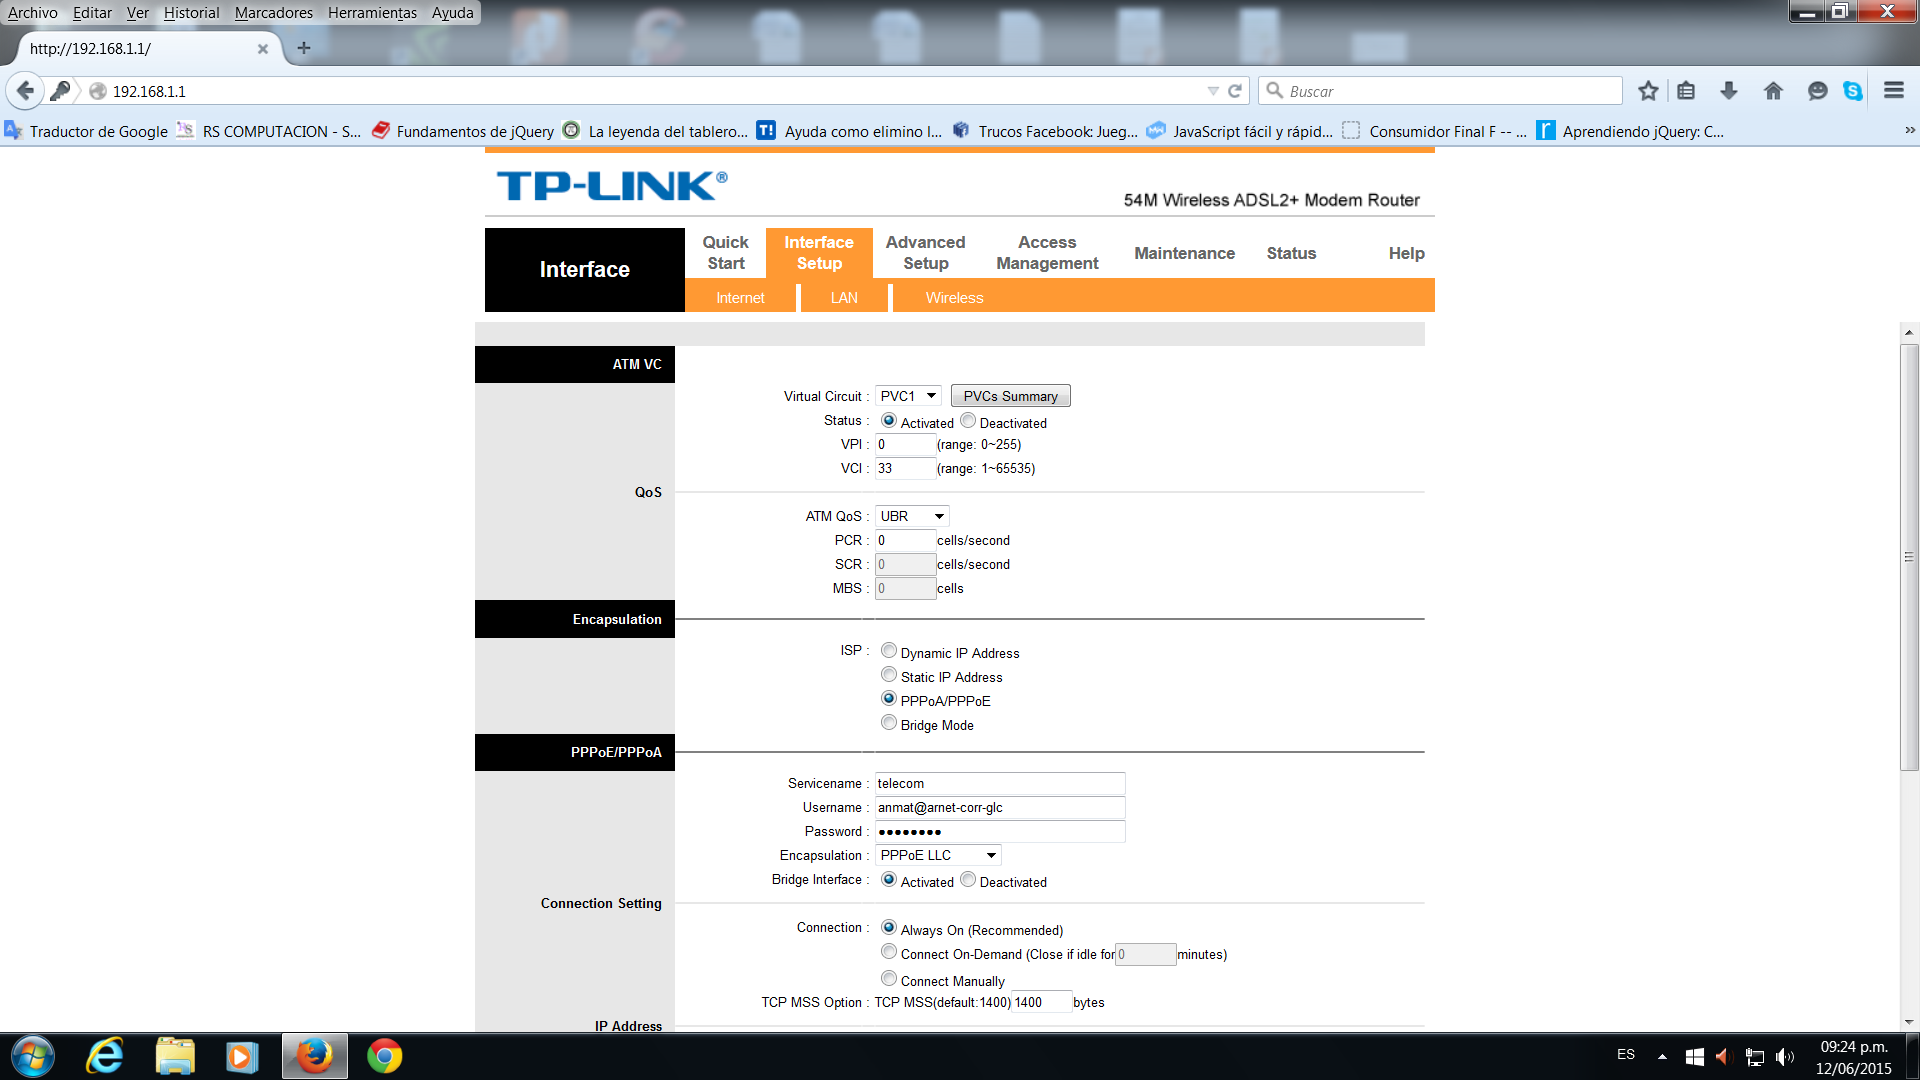 Archivo Editar Ver Historial Marcadores Herramientas Ayuda
http://192.168.1.1/
192.168.1.1
Buscar
Traductor de Google RS COMPUTACION - S... Fundamentos de jQuery La leyenda del tablero... T! Ayuda como elimino l... Trucos Facebook: Jueg... JavaScript fácil y rápid... Consumidor Final F -- ... r Aprendiendo jQuery: C... »
TP-LINK®
54M Wireless ADSL2+ Modem Router
Interface
Quick Start
Interface Setup
Advanced Setup
Access Management
Maintenance
Status
Help
Internet LAN Wireless
ATM VC
Virtual Circuit : PVC1 PVCs Summary
Status : Activated Deactivated
VPI : 0 (range: 0~255)
VCI : 33 (range: 1~65535)
QoS
ATM QoS : UBR
PCR : 0 cells/second
SCR : 0 cells/second
MBS : 0 cells
Encapsulation
ISP : Dynamic IP Address
Static IP Address
PPPoA/PPPoE
Bridge Mode
PPPoE/PPPoA
Servicename : telecom
Username : anmat@arnet-corr-glc
Password : ●●●●●●●●
Encapsulation : PPPoE LLC
Bridge Interface : Activated Deactivated
Connection Setting
Connection : Always On (Recommended)
Connect On-Demand (Close if idle for 0 minutes)
Connect Manually
TCP MSS Option : TCP MSS(default:1400) 1400 bytes
IP Address
ES
09:24 p.m.
12/06/2015